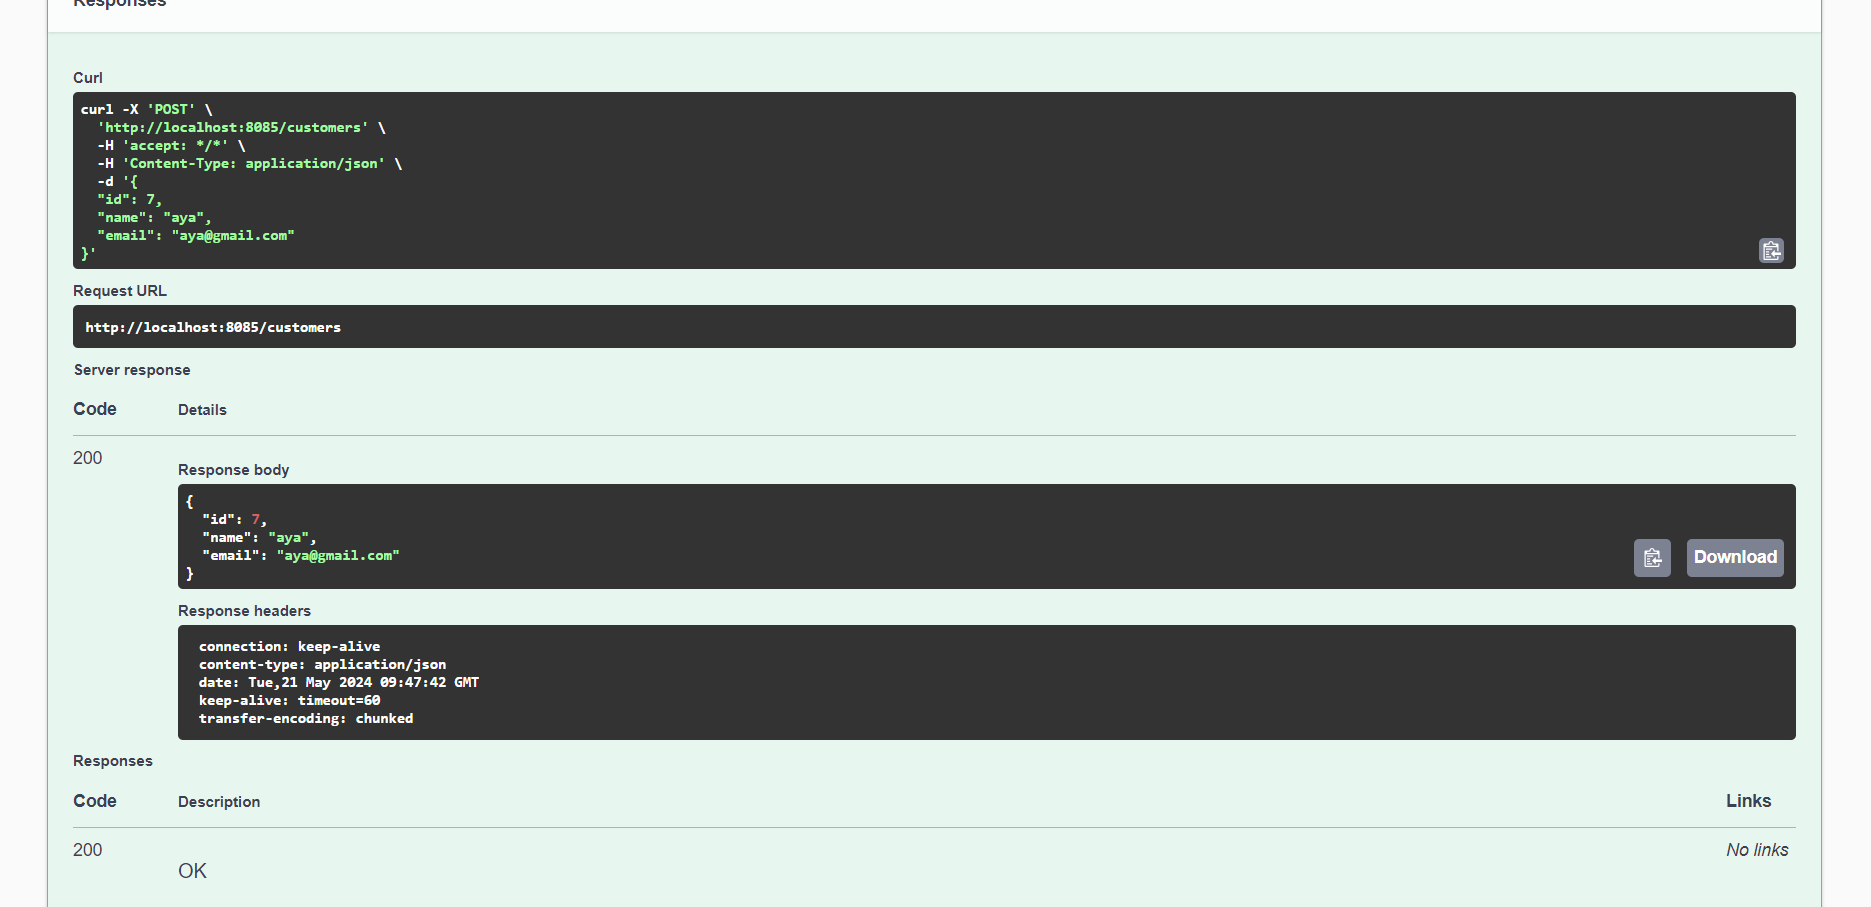 Responses
Curl
curl -X 'POST' \
  'http://localhost:8085/customers' \
  -H 'accept: */*' \
  -H 'Content-Type: application/json' \
  -d '{
  "id": 7,
  "name": "aya",
  "email": "aya@gmail.com"
}'
Request URL
http://localhost:8085/customers
Server response
Code Details
200
Response body
{
  "id": 7,
  "name": "aya",
  "email": "aya@gmail.com"
}
Download
Response headers
connection: keep-alive
content-type: application/json
date: Tue,21 May 2024 09:47:42 GMT
keep-alive: timeout=60
transfer-encoding: chunked
Responses
Code Description Links
200 No links
OK